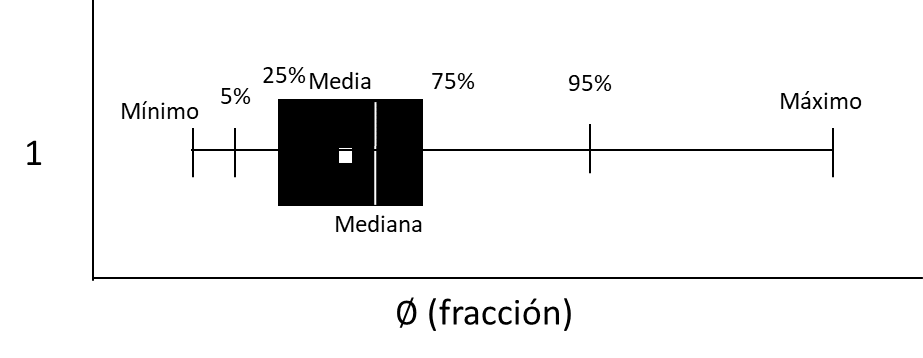 25% Media 75% 95%
5%
Mínimo
Máximo
1
Mediana
Ø (fracción)